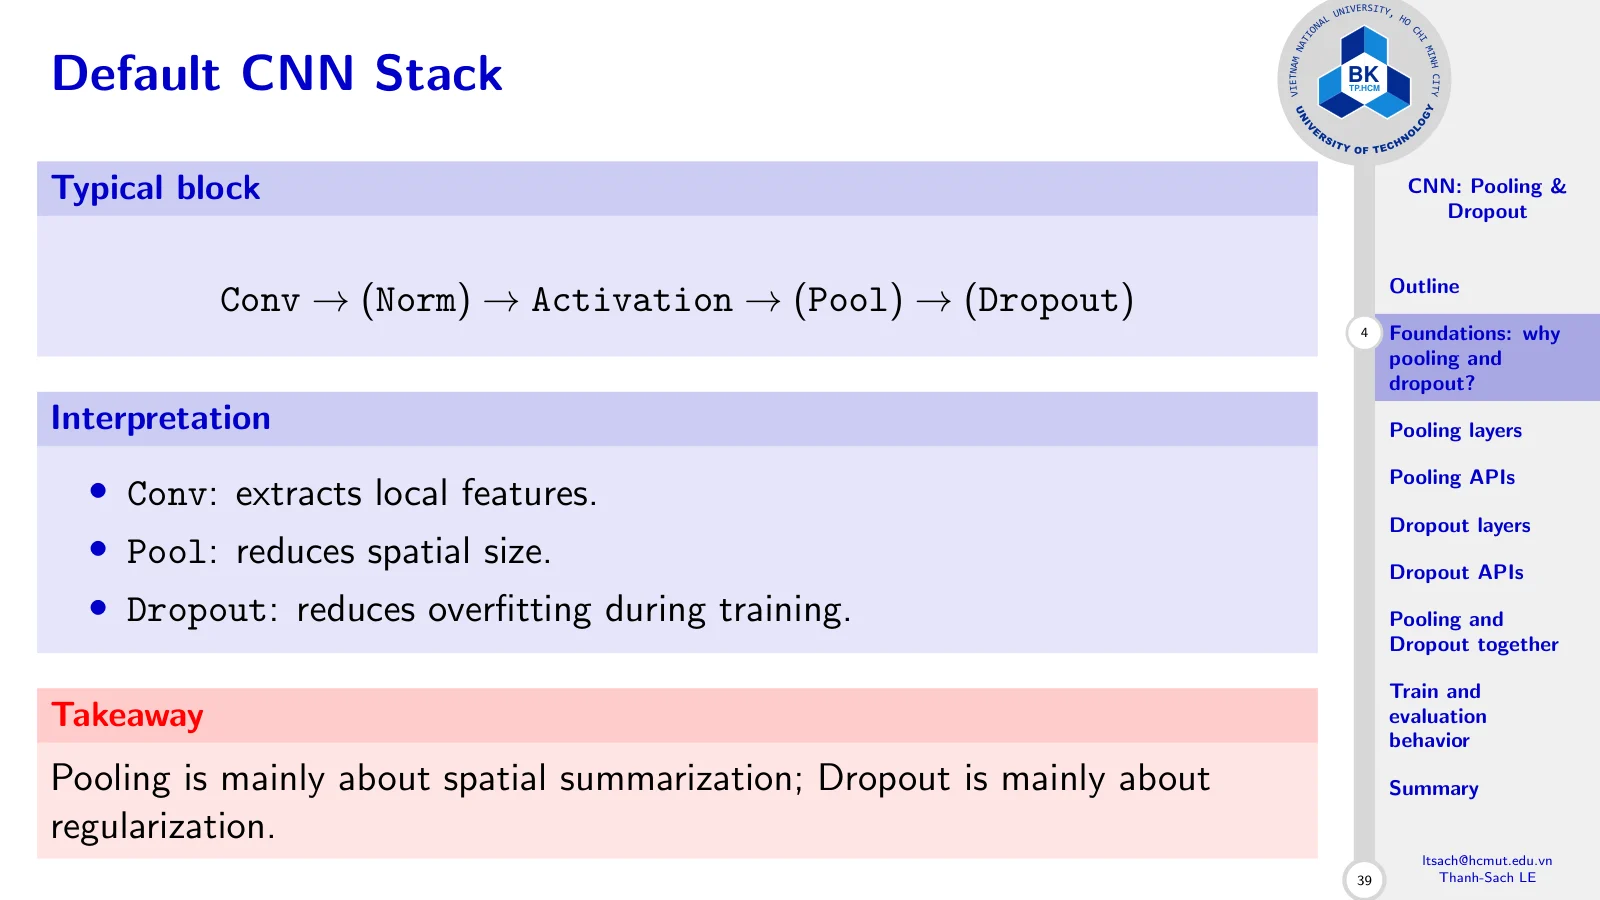 Default CNN Stack
Typical block
Conv → (Norm) → Activation → (Pool) → (Dropout)
Interpretation
• Conv: extracts local features.
• Pool: reduces spatial size.
• Dropout: reduces overfitting during training.
Takeaway
Pooling is mainly about spatial summarization; Dropout is mainly about
regularization.
VIETNAM NATIONAL UNIVERSITY, HO CHI MINH CITY
BK
TP.HCM
UNIVERSITY OF TECHNOLOGY
CNN: Pooling &
Dropout
Outline
4
Foundations: why
pooling and
dropout?
Pooling layers
Pooling APIs
Dropout layers
Dropout APIs
Pooling and
Dropout together
Train and
evaluation
behavior
Summary
ltsach@hcmut.edu.vn
Thanh-Sach LE
39